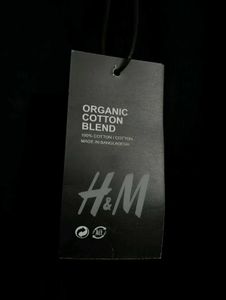 ORGANIC
COTTON
BLEND
100% COTTON / COTTON
MADE IN BANGLADESH
H&M